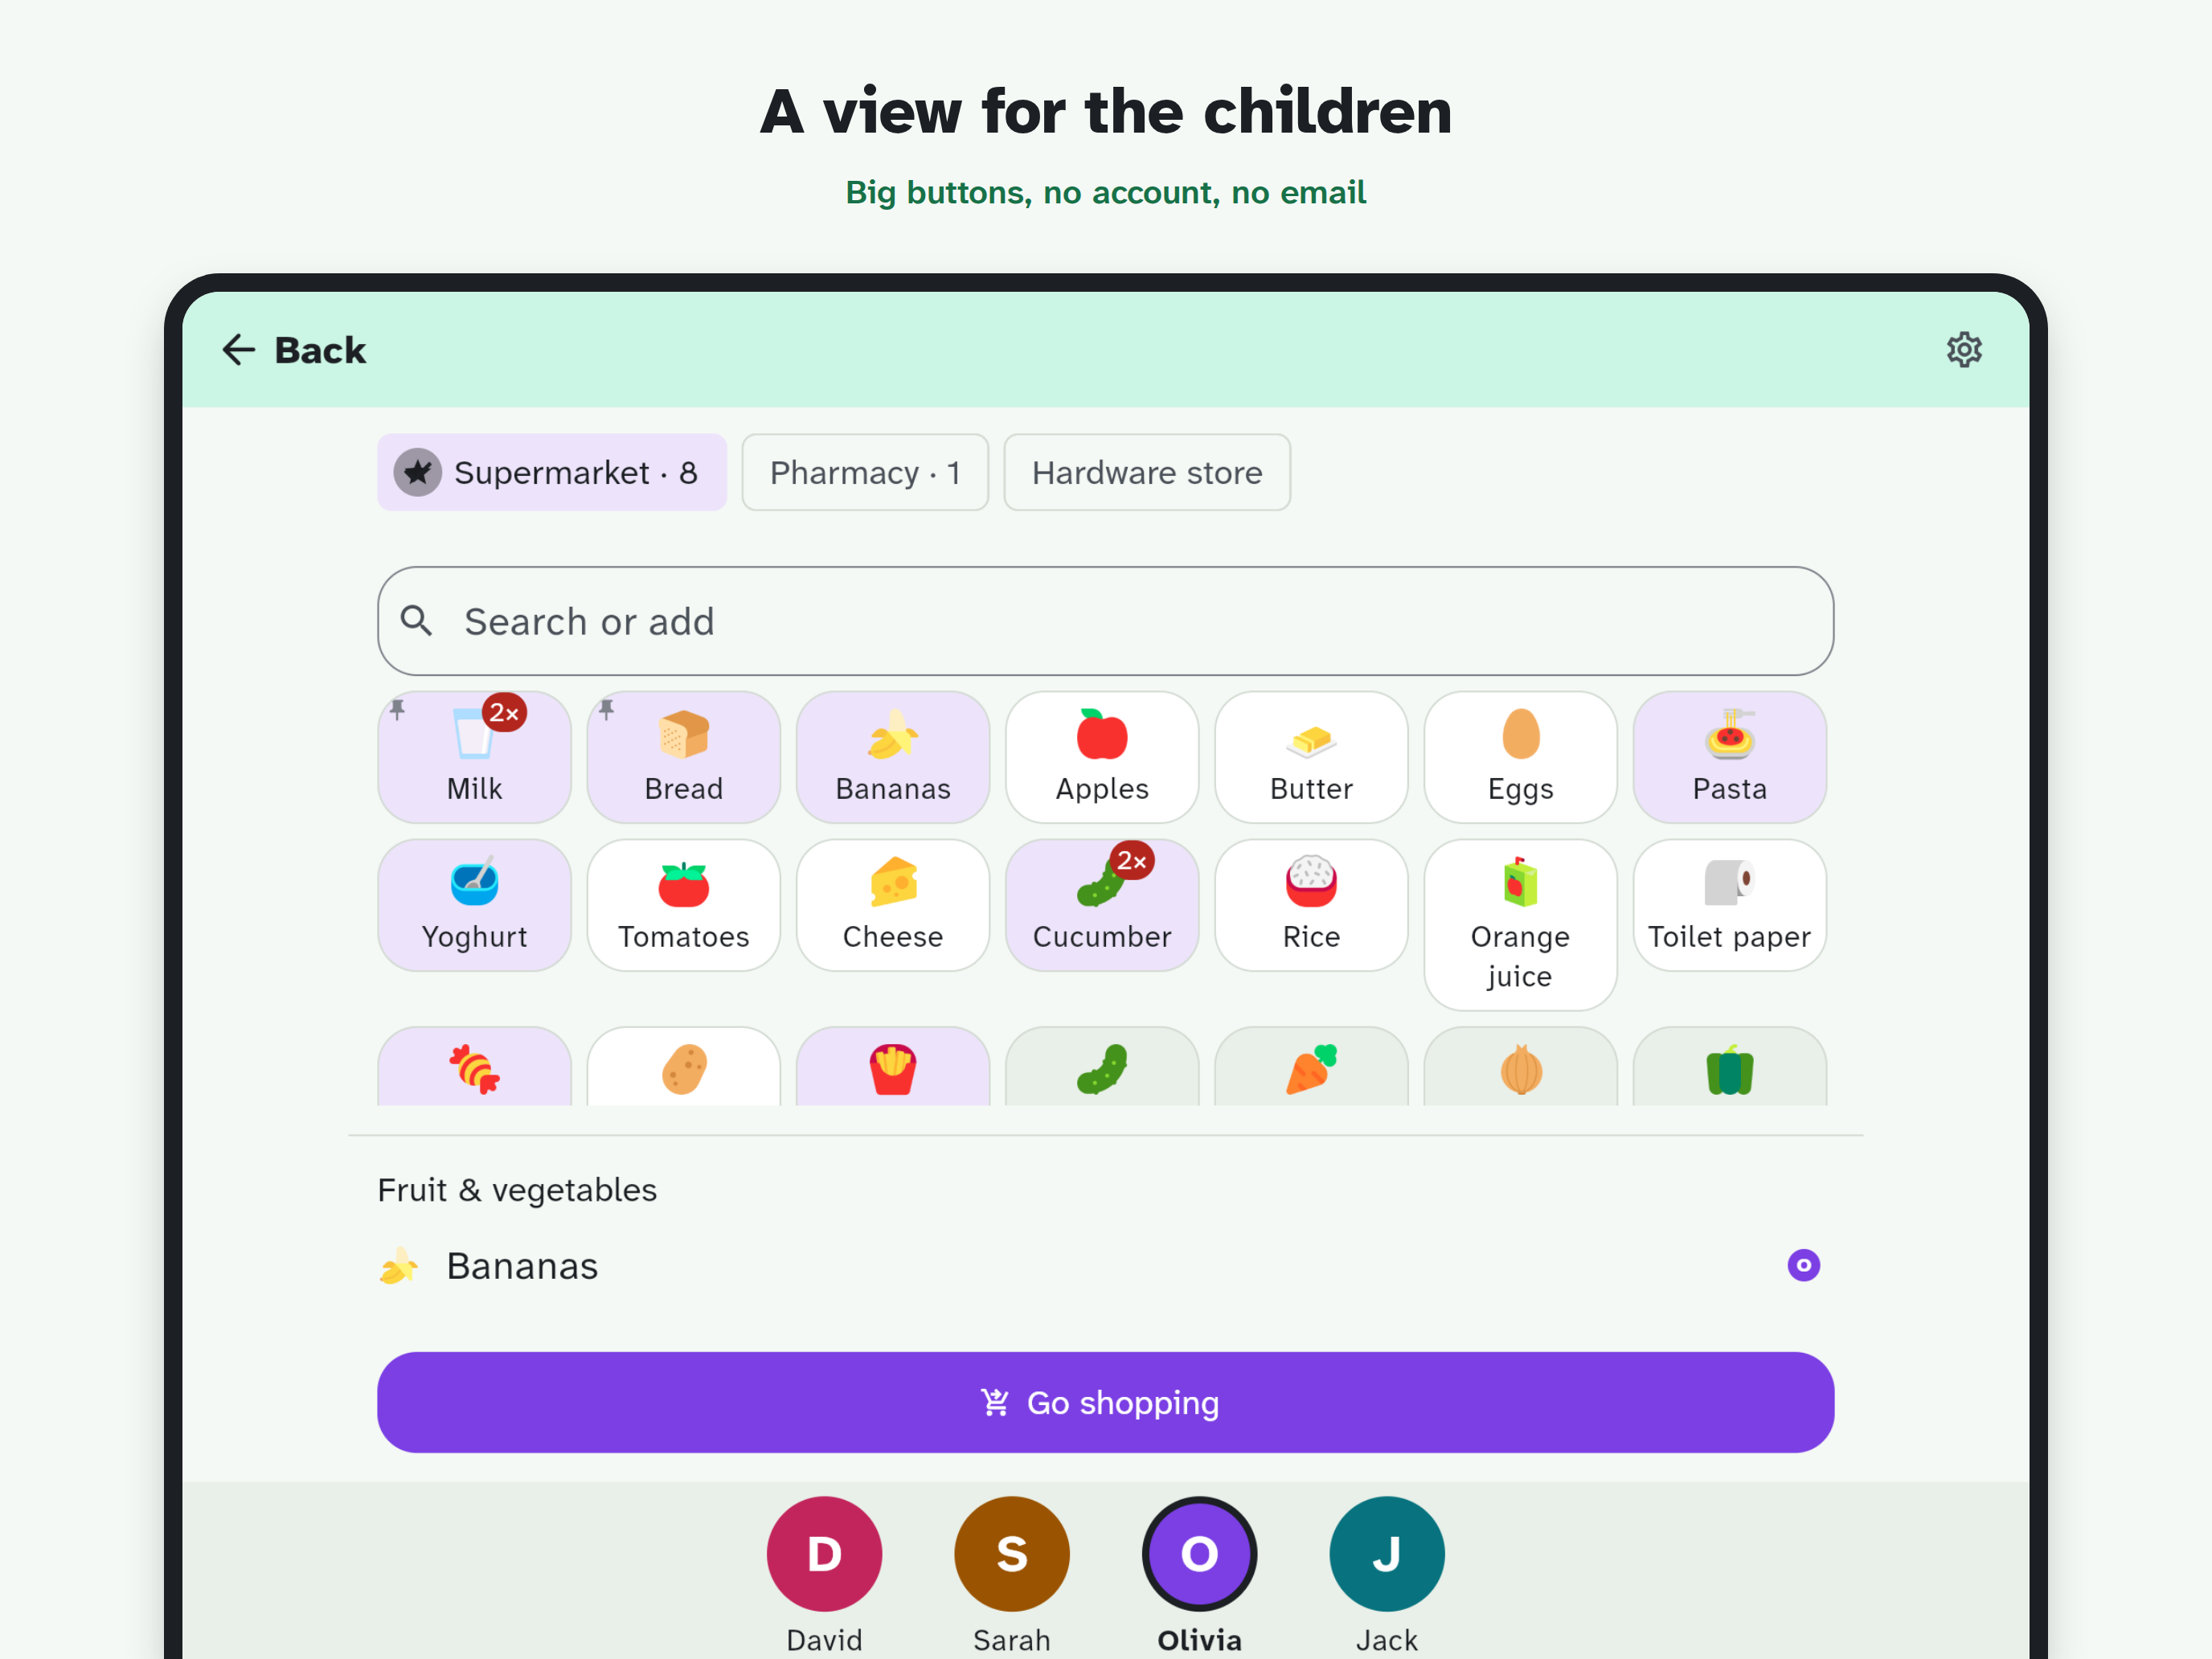 A view for the children
Big buttons, no account, no email
Back
Supermarket · 8
Pharmacy · 1
Hardware store
Search or add
2×
Milk
Bread
Bananas
Apples
Butter
Eggs
Pasta
Yoghurt
Tomatoes
Cheese
2×
Cucumber
Rice
Orange
juice
Toilet paper
Fruit & vegetables
Bananas
O
Go shopping
D
S
O
J
David
Sarah
Olivia
Jack